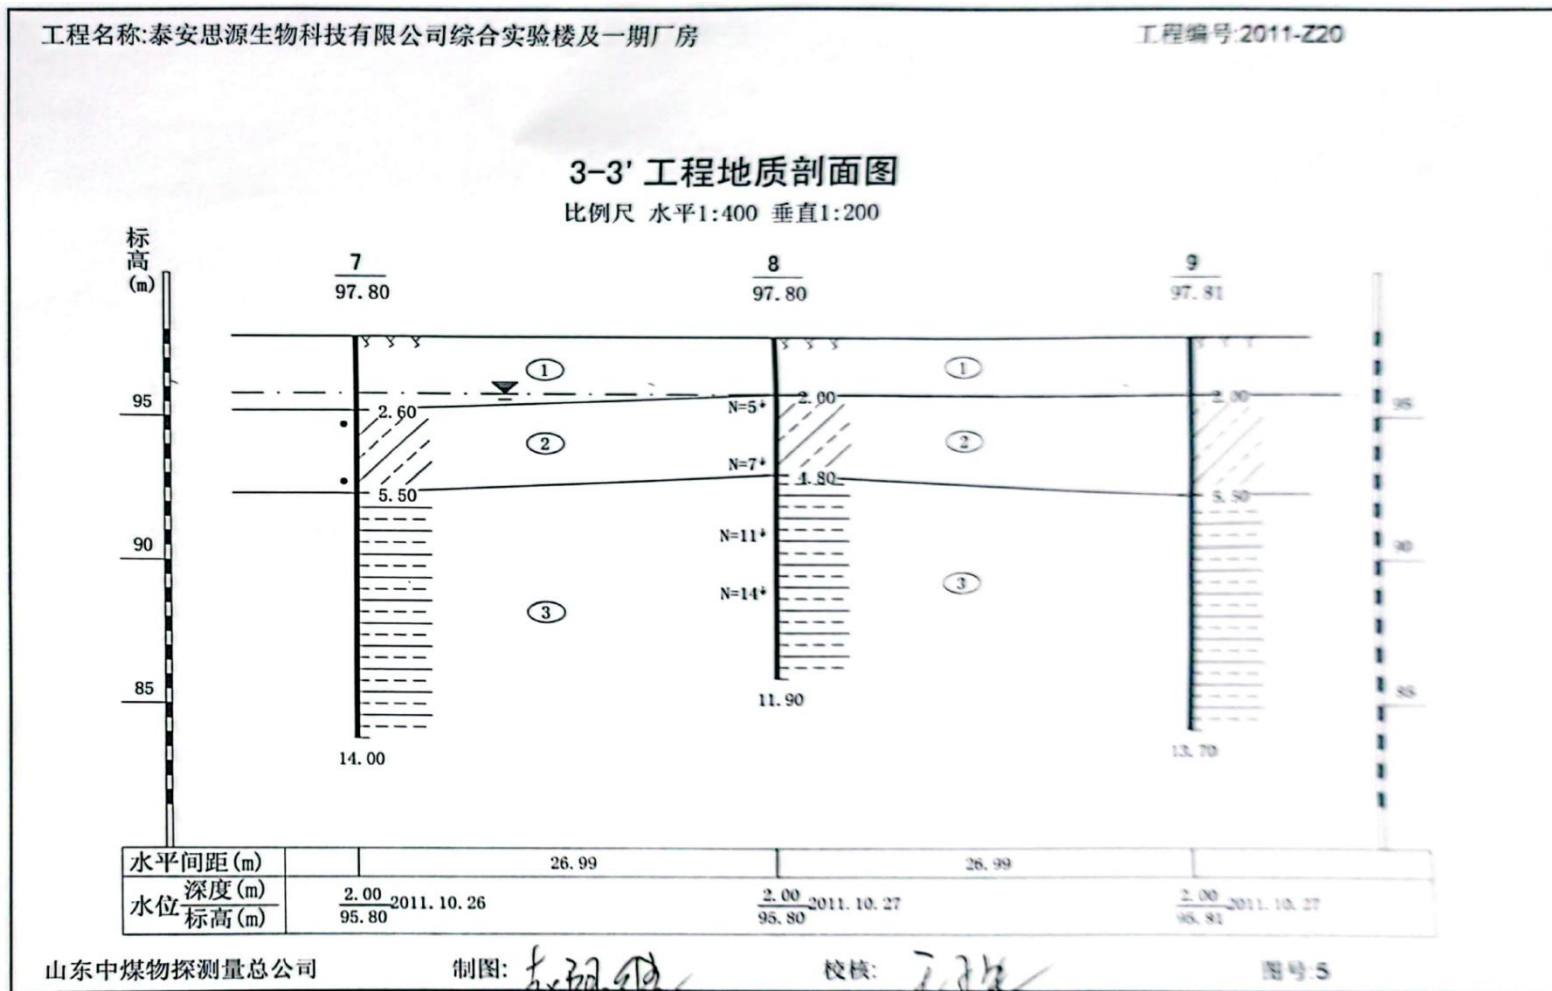 工程名称:泰安思源生物科技有限公司综合实验楼及一期厂房 工程编号:2011-Z20
3-3' 工程地质剖面图
比例尺 水平1:400 垂直1:200
标高(m)
7 8 9
97.80 97.80 97.81
① ①
95 2.60 N=5 2.00 2.00 95
② ②
N=7
5.50 4.80 5.50
90 N=11 90
③ N=14 ③
85 85
11.90
14.00 13.70
水平间距(m) 26.99 26.99
水位 深度(m) 2.00 2011.10.26 2.00 2011.10.27 2.00 2011.10.27
标高(m) 95.80 95.80 95.81
山东中煤物探测量总公司 制图: 校核: 图号:5